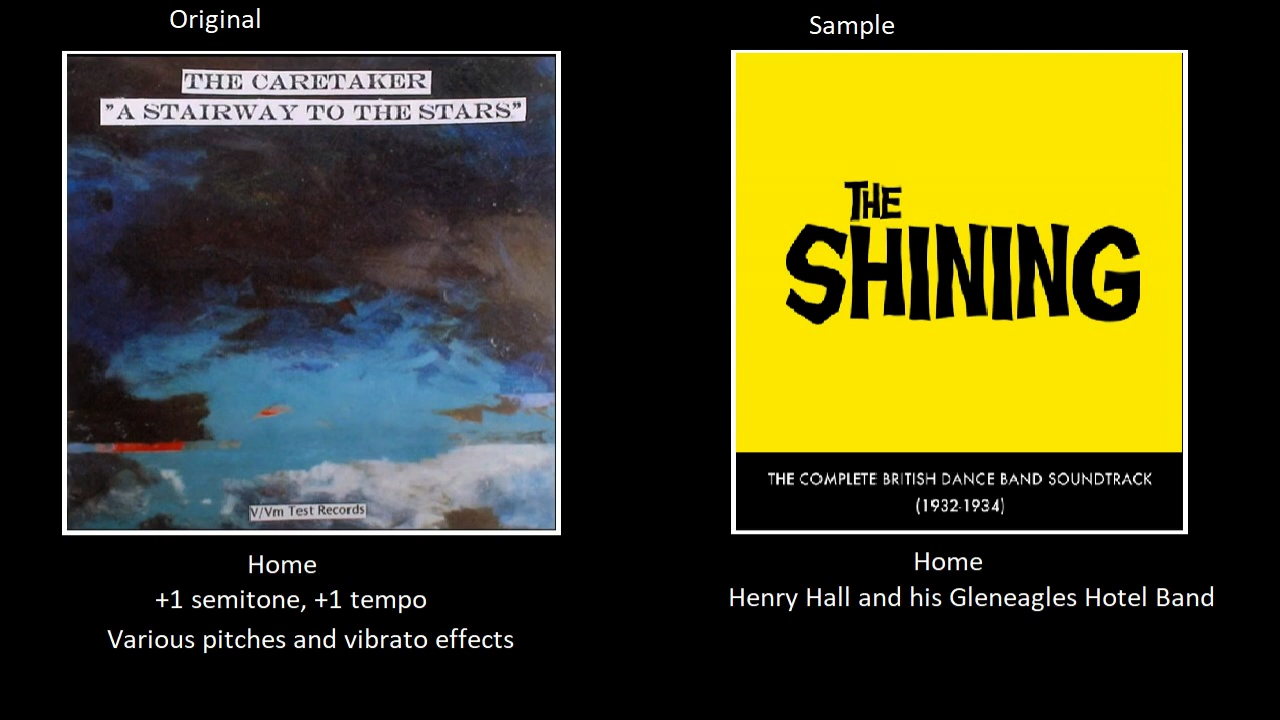 Original
THE CARETAKER
"A STAIRWAY TO THE STARS"
V/Vm Test Records
Home
+1 semitone, +1 tempo
Various pitches and vibrato effects
Sample
THE
SHINING
THE COMPLETE BRITISH DANCE BAND SOUNDTRACK
(1932-1934)
Home
Henry Hall and his Gleneagles Hotel Band